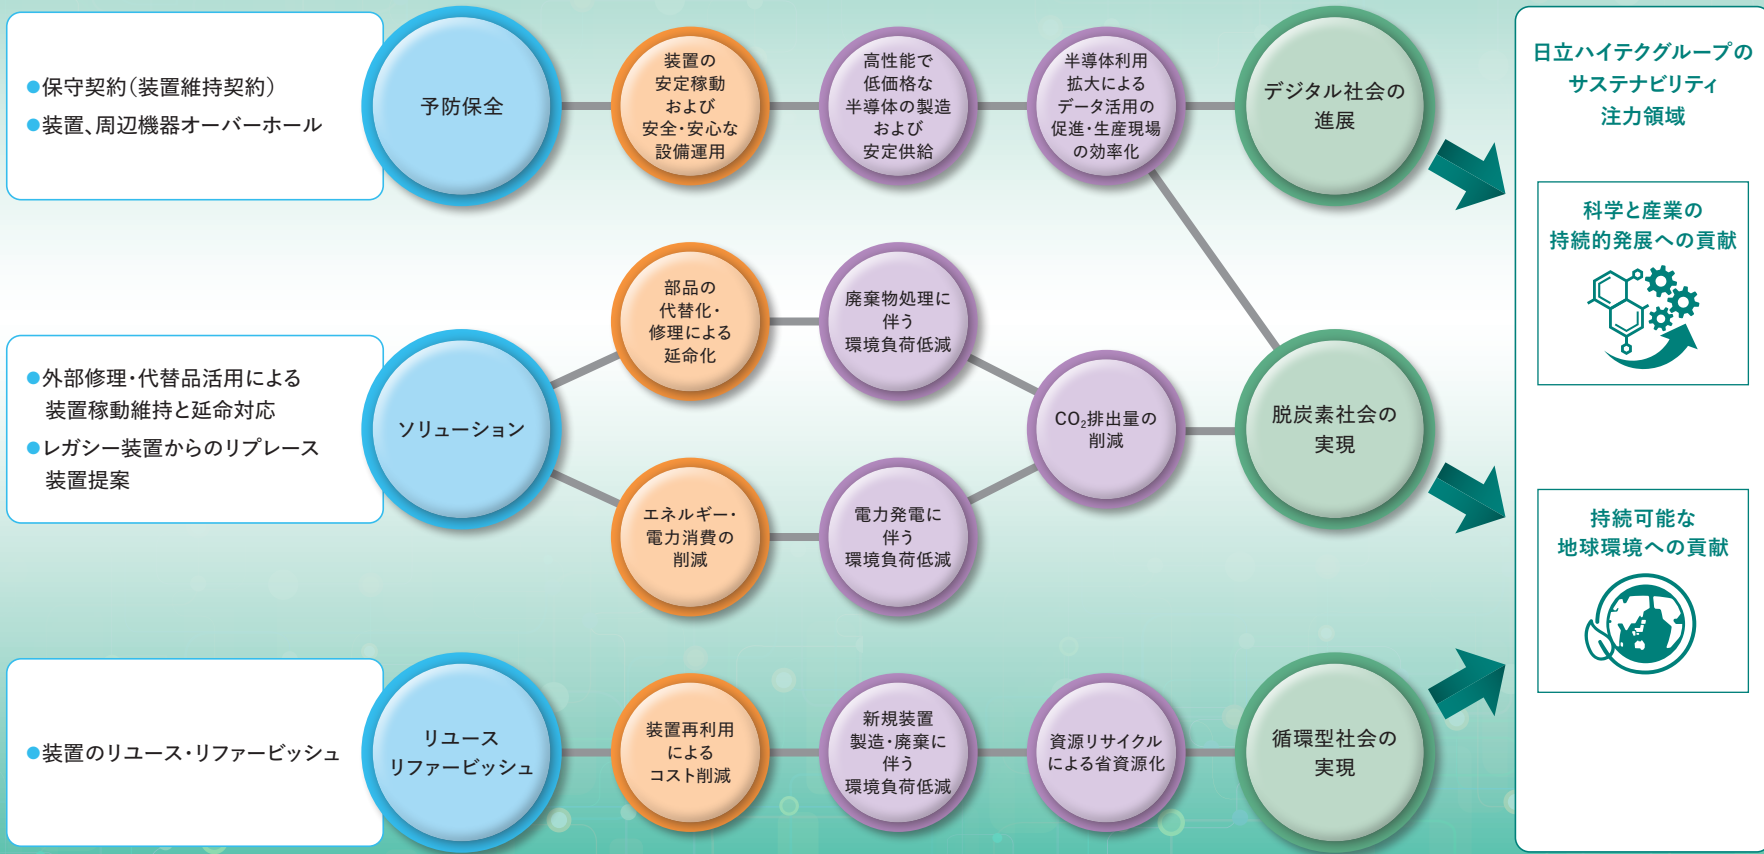 ●保守契約(装置維持契約)
●装置、周辺機器オーバーホール
予防保全
装置の
安定稼動
および
安全・安心な
設備運用
高性能で
低価格な
半導体の製造
および
安定供給
半導体利用
拡大による
データ活用の
促進・生産現場
の効率化
デジタル社会の
進展
●外部修理・代替品活用による
装置稼動維持と延命対応
●レガシー装置からのリプレース
装置提案
ソリューション
部品の
代替化・
修理による
延命化
廃棄物処理に
伴う
環境負荷低減
エネルギー・
電力消費の
削減
電力発電に
伴う
環境負荷低減
CO₂排出量の
削減
脱炭素社会の
実現
●装置のリユース・リファービッシュ
リユース
リファービッシュ
装置再利用
による
コスト削減
新規装置
製造・廃棄に
伴う
環境負荷低減
資源リサイクル
による省資源化
循環型社会の
実現
日立ハイテクグループの
サステナビリティ
注力領域
科学と産業の
持続的発展への貢献
持続可能な
地球環境への貢献